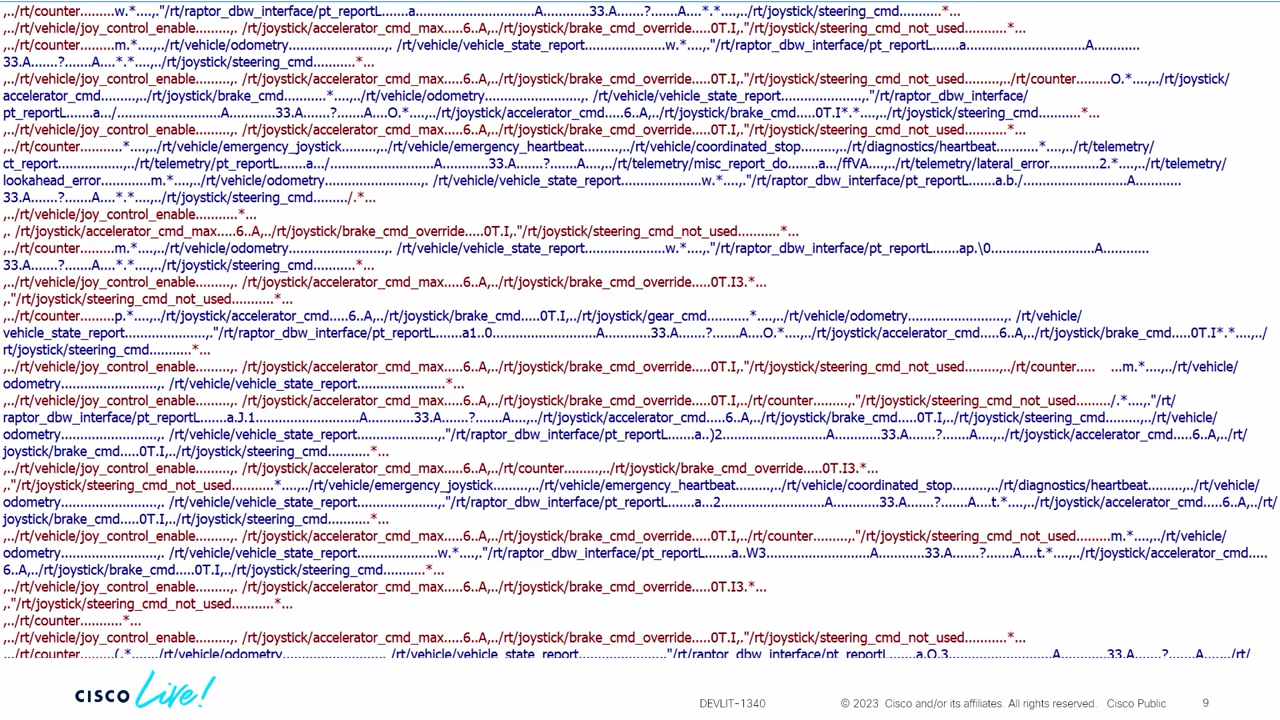 ,../rt/counter........w.*....,."/rt/raptor_dbw_interface/pt_reportL......a..............................A............33.A.......?.......A....*.*....,../rt/joystick/steering_cmd..........*...
,../rt/vehicle/joy_control_enable.........,. /rt/joystick/accelerator_cmd_max.....6..A,../rt/joystick/brake_cmd_override.....0T.I,."/rt/joystick/steering_cmd_not_used...........*...
,../rt/counter........m.*....,../rt/vehicle/odometry........................,. /rt/vehicle/vehicle_state_report....................w.*....,."/rt/raptor_dbw_interface/pt_reportL.......a..............................A...........
33.A.......?.......A....*.*....,../rt/joystick/steering_cmd...........*...
,../rt/vehicle/joy_control_enable.........,. /rt/joystick/accelerator_cmd_max.....6..A,../rt/joystick/brake_cmd_override.....0T.I,."/rt/joystick/steering_cmd_not_used.........,../rt/counter.........O.*....,../rt/joystick/
accelerator_cmd.........,../rt/joystick/brake_cmd..........*....,../rt/vehicle/odometry........................,. /rt/vehicle/vehicle_state_report....................,."/rt/raptor_dbw_interface/
pt_reportL.......a.../..........................A............33.A.......?.......A....O.*....,../rt/joystick/accelerator_cmd.....6..A,../rt/joystick/brake_cmd.....0T.I*.*....,../rt/joystick/steering_cmd...........*...
,../rt/vehicle/joy_control_enable.........,. /rt/joystick/accelerator_cmd_max.....6..A,../rt/joystick/brake_cmd_override.....0T.I,."/rt/joystick/steering_cmd_not_used...........*...
,../rt/counter..........*....,../rt/vehicle/emergency_joystick.........,../rt/vehicle/emergency_heartbeat.........,../rt/vehicle/coordinated_stop.........,../rt/diagnostics/heartbeat..........*....,../rt/telemetry/
ct_report.................,../rt/telemetry/pt_reportL.......a.../..........................A............33.A.......?.......A....,../rt/telemetry/misc_report_do........a.../ffVA...../rt/telemetry/lateral_error...........2.*....,../rt/telemetry/
lookahead_error.........m.*....,../rt/vehicle/odometry........................,. /rt/vehicle/vehicle_state_report....................w.*....,."/rt/raptor_dbw_interface/pt_reportL.......a.b./..........................A...........
33.A.......?.......A....*.*....,../rt/joystick/steering_cmd........./.*...
,../rt/vehicle/joy_control_enable..........*...
,. /rt/joystick/accelerator_cmd_max.....6..A,../rt/joystick/brake_cmd_override.....0T.I,."/rt/joystick/steering_cmd_not_used...........*...
,../rt/counter........m.*....,../rt/vehicle/odometry........................,. /rt/vehicle/vehicle_state_report....................w.*....,."/rt/raptor_dbw_interface/pt_reportL.......ap.\0..........................A...........
33.A.......?.......A....*.*....,../rt/joystick/steering_cmd...........*...
,../rt/vehicle/joy_control_enable.........,. /rt/joystick/accelerator_cmd_max.....6..A,../rt/joystick/brake_cmd_override.....0T.I3.*...
,."/rt/joystick/steering_cmd_not_used...........*...
,../rt/counter........p.*....,../rt/joystick/accelerator_cmd.....6..A,../rt/joystick/brake_cmd.....0T.I,../rt/joystick/gear_cmd...........*....,../rt/vehicle/odometry........................,. /rt/vehicle/
vehicle_state_report....................,."/rt/raptor_dbw_interface/pt_reportL.......a1..0..........................A............33.A.......?.......A....O.*....,../rt/joystick/accelerator_cmd.....6..A,../rt/joystick/brake_cmd.....0T.I*.*....,../
rt/joystick/steering_cmd...........*...
,../rt/vehicle/joy_control_enable.........,. /rt/joystick/accelerator_cmd_max.....6..A,../rt/joystick/brake_cmd_override.....0T.I,."/rt/joystick/steering_cmd_not_used.........,../rt/counter.....    ...m.*....,../rt/vehicle/
odometry........................,. /rt/vehicle/vehicle_state_report......................*...
,../rt/vehicle/joy_control_enable.........,. /rt/joystick/accelerator_cmd_max.....6..A,../rt/joystick/brake_cmd_override.....0T.I,../rt/counter.........,."/rt/joystick/steering_cmd_not_used........./.*....,."/rt/
raptor_dbw_interface/pt_reportL.......a.J.1..........................A............33.A.......?.......A....,../rt/joystick/accelerator_cmd.....6..A,../rt/joystick/brake_cmd.....0T.I,../rt/joystick/steering_cmd.........,../rt/vehicle/
odometry........................,. /rt/vehicle/vehicle_state_report....................,."/rt/raptor_dbw_interface/pt_reportL.......a..)2..........................A............33.A.......?.......A....,../rt/joystick/accelerator_cmd.....6..A,../rt/
joystick/brake_cmd.....0T.I,../rt/joystick/steering_cmd...........*...
,../rt/vehicle/joy_control_enable.........,. /rt/joystick/accelerator_cmd_max.....6..A,../rt/counter.........,../rt/joystick/brake_cmd_override.....0T.I3.*...
,."/rt/joystick/steering_cmd_not_used..........*....,../rt/vehicle/emergency_joystick.........,../rt/vehicle/emergency_heartbeat.........,../rt/vehicle/coordinated_stop.........,../rt/diagnostics/heartbeat.........,../rt/vehicle/
odometry........................,. /rt/vehicle/vehicle_state_report....................,."/rt/raptor_dbw_interface/pt_reportL.......a...2..........................A............33.A.......?.......A....t.*....,../rt/joystick/accelerator_cmd.....6..A,../rt/
joystick/brake_cmd.....0T.I,../rt/joystick/steering_cmd...........*...
,../rt/vehicle/joy_control_enable.........,. /rt/joystick/accelerator_cmd_max.....6..A,../rt/joystick/brake_cmd_override.....0T.I,../rt/counter.........,."/rt/joystick/steering_cmd_not_used.........m.*....,../rt/vehicle/
odometry........................,. /rt/vehicle/vehicle_state_report....................w.*....,."/rt/raptor_dbw_interface/pt_reportL.......a..W3..........................A............33.A.......?.......A....t.*....,../rt/joystick/accelerator_cmd.....
6..A,../rt/joystick/brake_cmd.....0T.I,../rt/joystick/steering_cmd...........*...
,../rt/vehicle/joy_control_enable.........,. /rt/joystick/accelerator_cmd_max.....6..A,../rt/joystick/brake_cmd_override.....0T.I3.*...
,."/rt/joystick/steering_cmd_not_used...........*...
,../rt/counter..........*...
,../rt/vehicle/joy_control_enable.........,. /rt/joystick/accelerator_cmd_max.....6..A,../rt/joystick/brake_cmd_override.....0T.I,."/rt/joystick/steering_cmd_not_used...........*...
,../rt/counter........(.*....,../rt/vehicle/odometry........................,. /rt/vehicle/vehicle_state_report....................,."/rt/raptor_dbw_interface/pt_reportL.......a.O.3..........................A............33.A.......?.......A....,../rt/
CISCO Live!
DEVLIT-1340
© 2023 Cisco and/or its affiliates. All rights reserved. Cisco Public
9